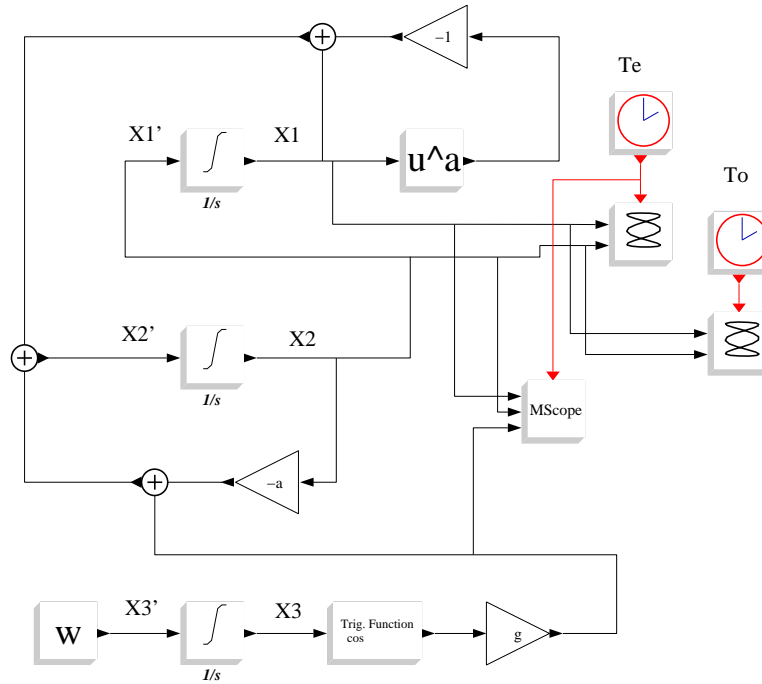 –1
Te
X1’
X1
u^a
1/s
To
X2’
X2
1/s
MScope
–a
X3’
X3
w
Trig. Function
cos
g
1/s